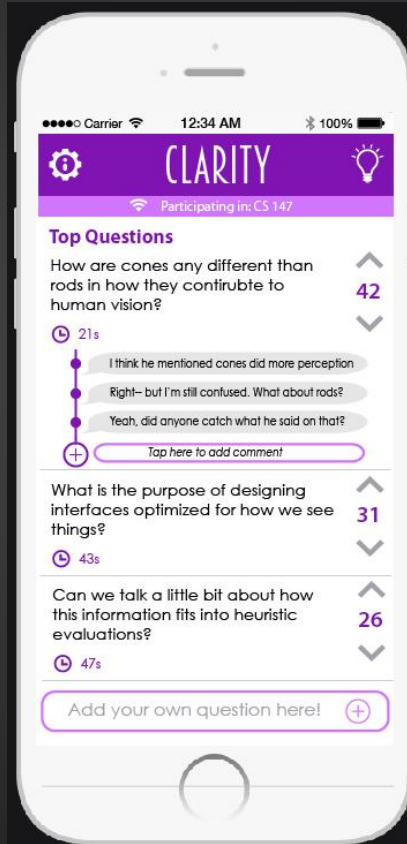 Carrier 12:34 AM 100%
CLARITY
Participating in: CS 147
Top Questions
How are cones any different than
rods in how they contirubte to
human vision?
42
21s
I think he mentioned cones did more perception
Right– but I'm still confused. What about rods?
Yeah, did anyone catch what he said on that?
Tap here to add comment
What is the purpose of designing
interfaces optimized for how we see
things?
31
43s
Can we talk a little bit about how
this information fits into heuristic
evaluations?
26
47s
Add your own question here!